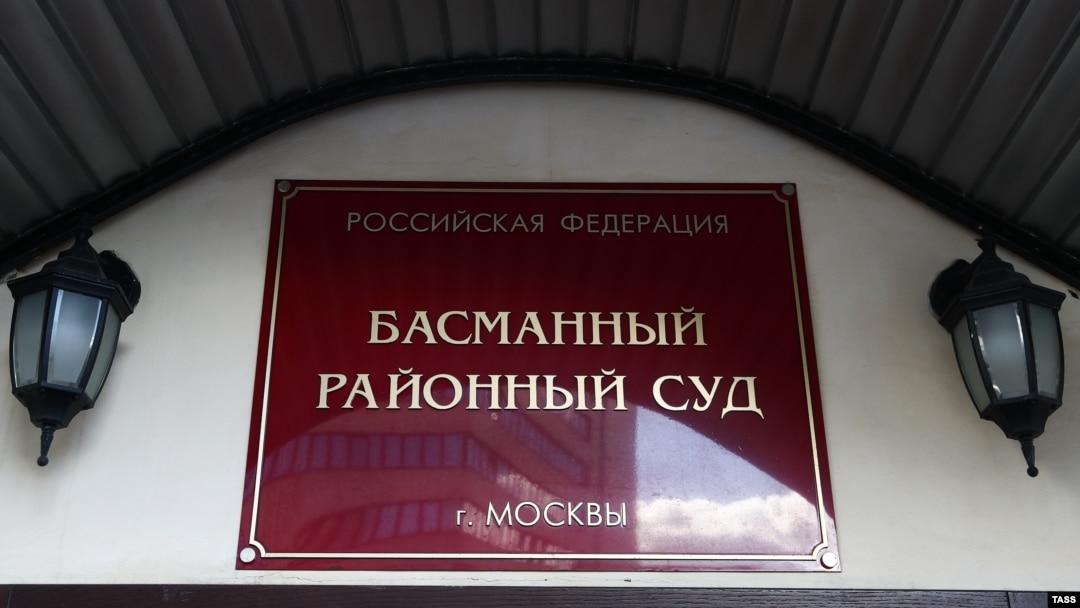 РОССИЙСКАЯ ФЕДЕРАЦИЯ
БАСМАННЫЙ
РАЙОННЫЙ СУД
г. МОСКВЫ
TASS